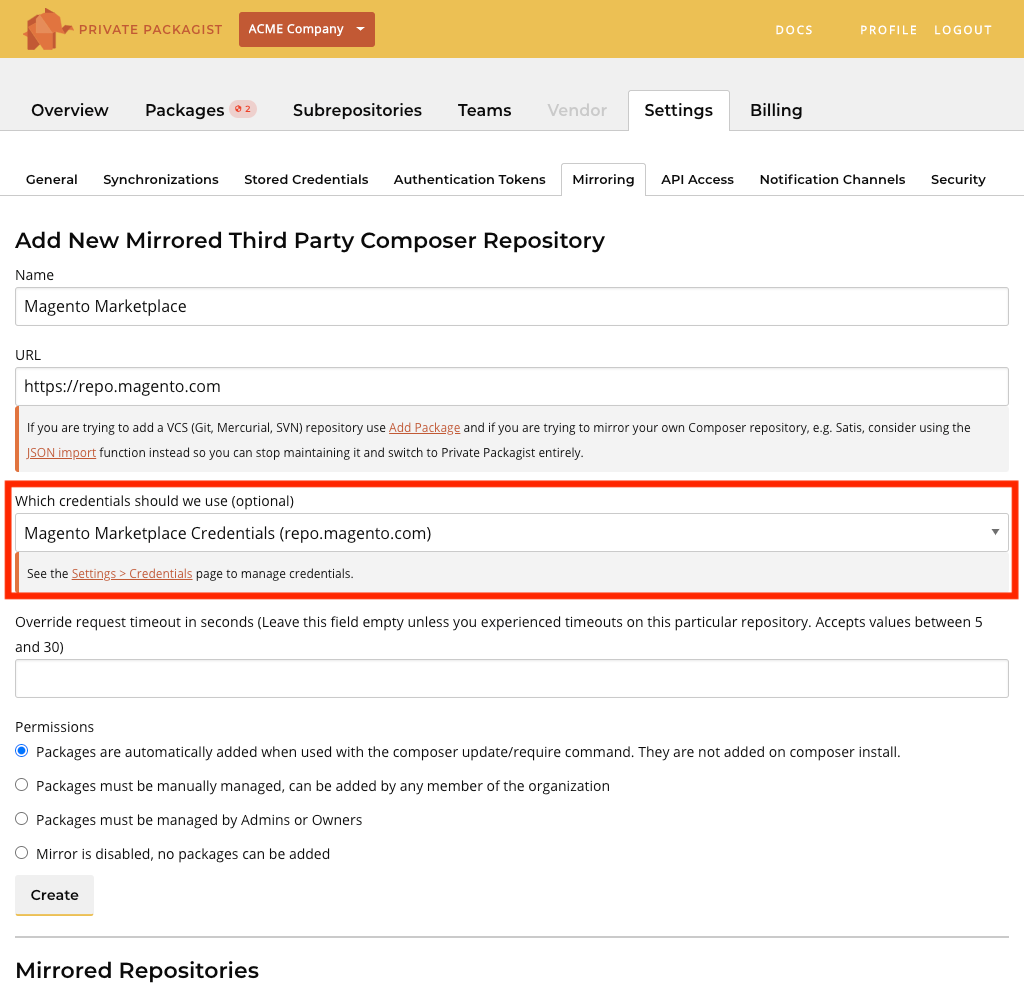 PRIVATE PACKAGIST
ACME Company
DOCS
PROFILE
LOGOUT
Overview
Packages
2
Subrepositories
Teams
Vendor
Settings
Billing
General
Synchronizations
Stored Credentials
Authentication Tokens
Mirroring
API Access
Notification Channels
Security
Add New Mirrored Third Party Composer Repository
Name
Magento Marketplace
URL
https://repo.magento.com
If you are trying to add a VCS (Git, Mercurial, SVN) repository use Add Package and if you are trying to mirror your own Composer repository, e.g. Satis, consider using the
JSON import function instead so you can stop maintaining it and switch to Private Packagist entirely.
Which credentials should we use (optional)
Magento Marketplace Credentials (repo.magento.com)
See the Settings > Credentials page to manage credentials.
Override request timeout in seconds (Leave this field empty unless you experienced timeouts on this particular repository. Accepts values between 5
and 30)
Permissions
Packages are automatically added when used with the composer update/require command. They are not added on composer install.
Packages must be manually managed, can be added by any member of the organization
Packages must be managed by Admins or Owners
Mirror is disabled, no packages can be added
Create
Mirrored Repositories